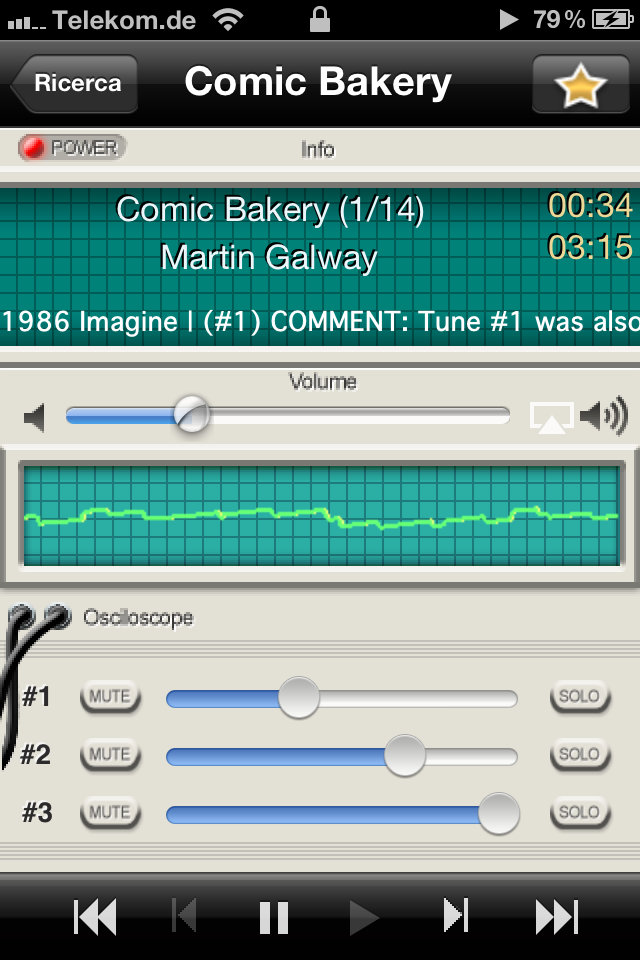 Telekom.de 79%
Ricerca Comic Bakery
POWER Info
Comic Bakery (1/14) 00:34
Martin Galway 03:15
1986 Imagine | (#1) COMMENT: Tune #1 was also
Volume
Osciloscope
#1 MUTE SOLO
#2 MUTE SOLO
#3 MUTE SOLO